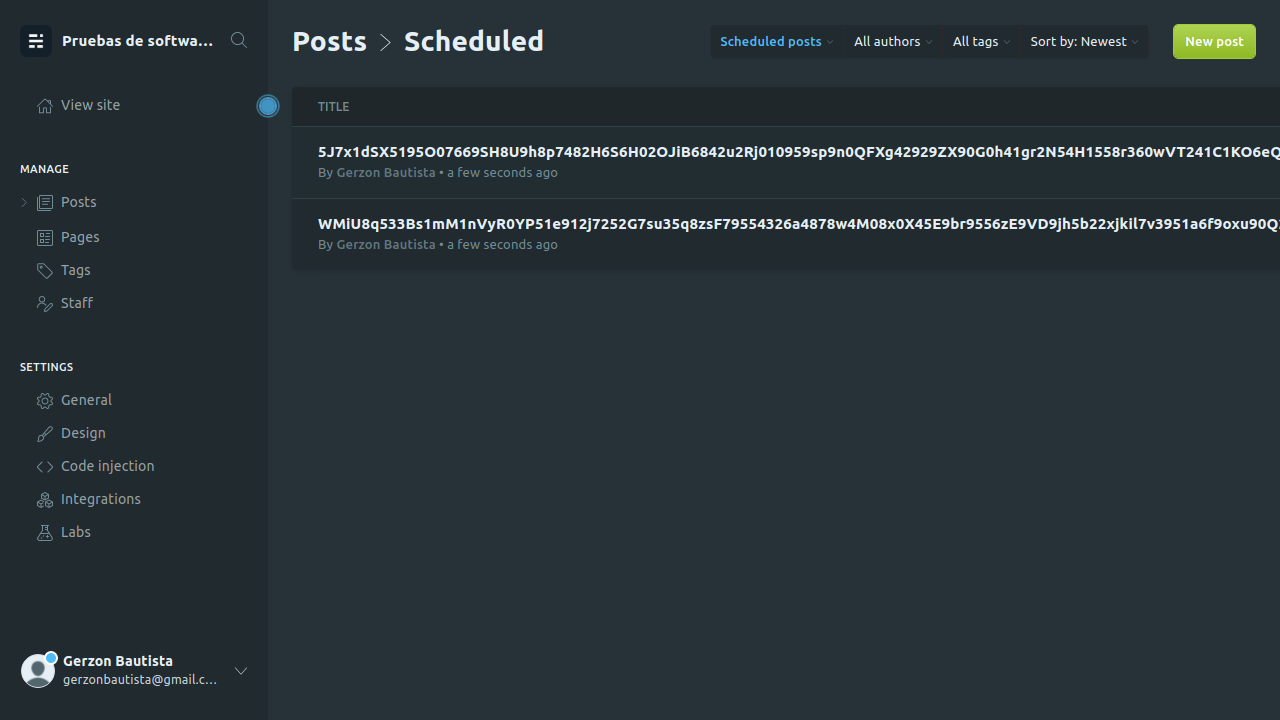 Pruebas de softwa...
View site
MANAGE
Posts
Pages
Tags
Staff
SETTINGS
General
Design
Code injection
Integrations
Labs
Gerzon Bautista
gerzonbautista@gmail.c...
Posts > Scheduled
Scheduled posts
All authors
All tags
Sort by: Newest
New post
TITLE
5J7x1dSX5195O07669SH8U9h8p7482H6S6H02OJiB6842u2Rj010959sp9n0QFXg42929ZX90G0h41gr2N54H1558r360wVT241C1KO6eQ
By Gerzon Bautista • a few seconds ago
WMiU8q533Bs1mM1nVyR0YP51e912j7252G7su35q8zsF79554326a4878w4M08x0X45E9br9556zE9VD9jh5b22xjkil7v3951a6f9oxu90Q
By Gerzon Bautista • a few seconds ago